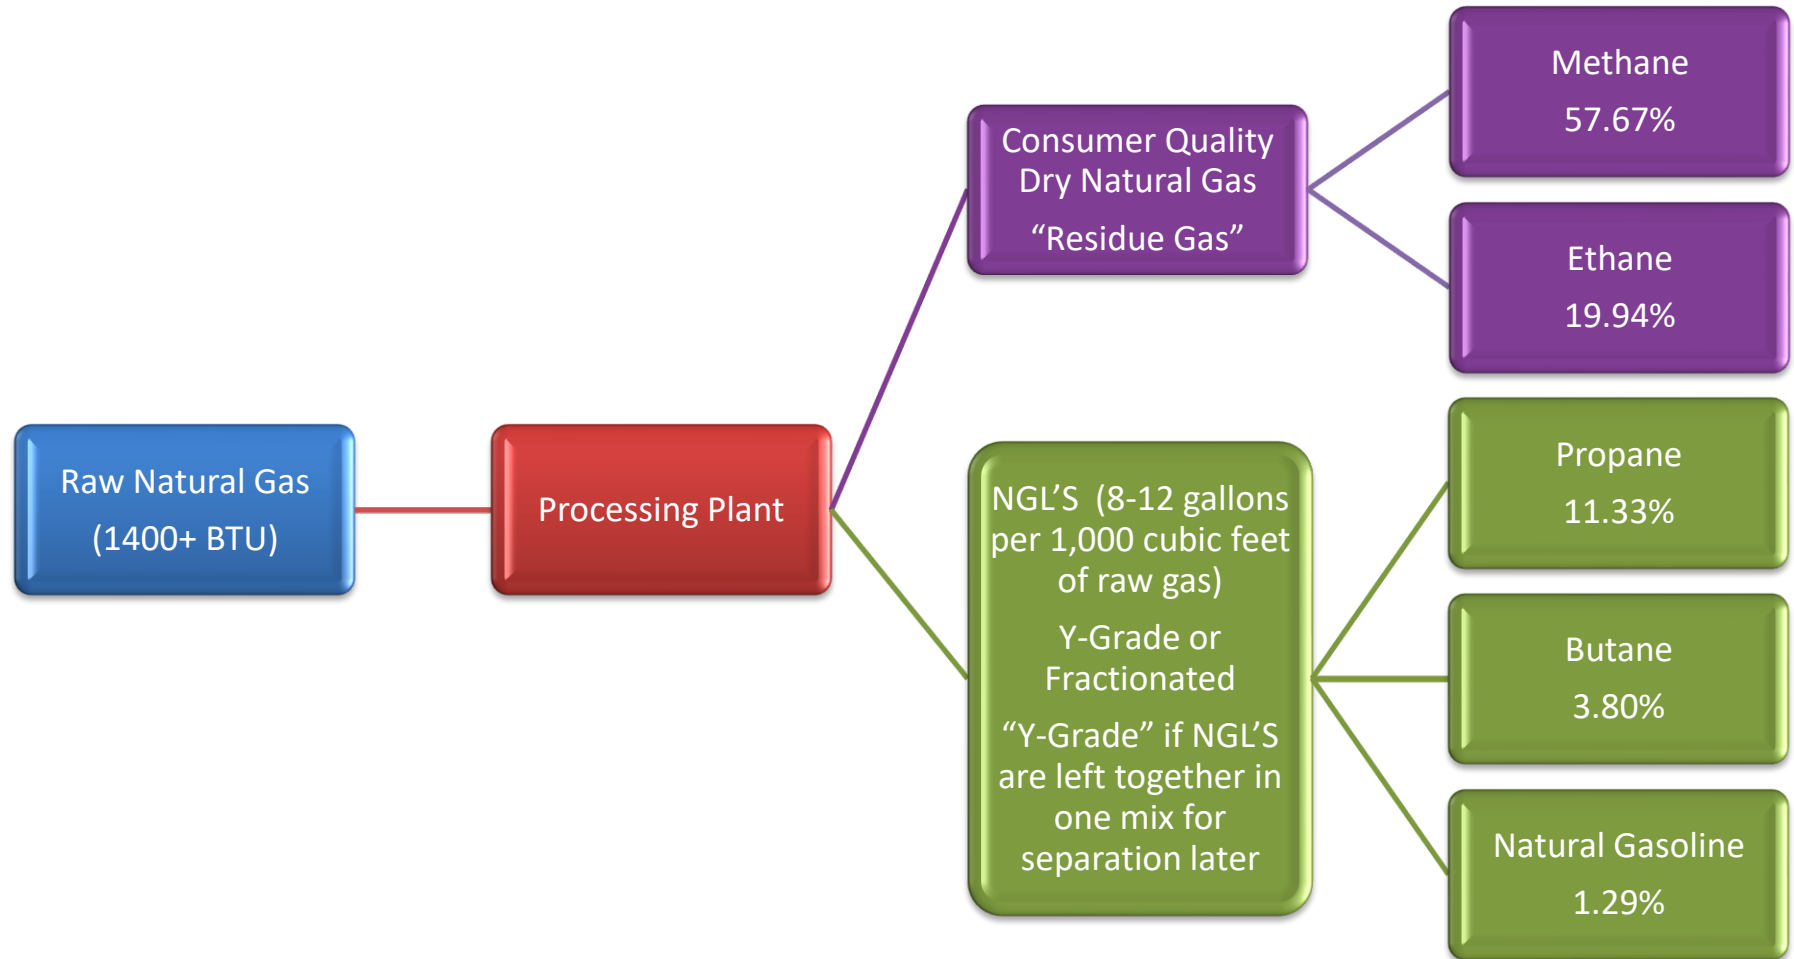 Raw Natural Gas
(1400+ BTU)
Processing Plant
Consumer Quality
Dry Natural Gas
“Residue Gas”
NGL’S  (8-12 gallons
per 1,000 cubic feet
of raw gas)
Y-Grade or
Fractionated
“Y-Grade” if NGL’S
are left together in
one mix for
separation later
Methane
57.67%
Ethane
19.94%
Propane
11.33%
Butane
3.80%
Natural Gasoline
1.29%